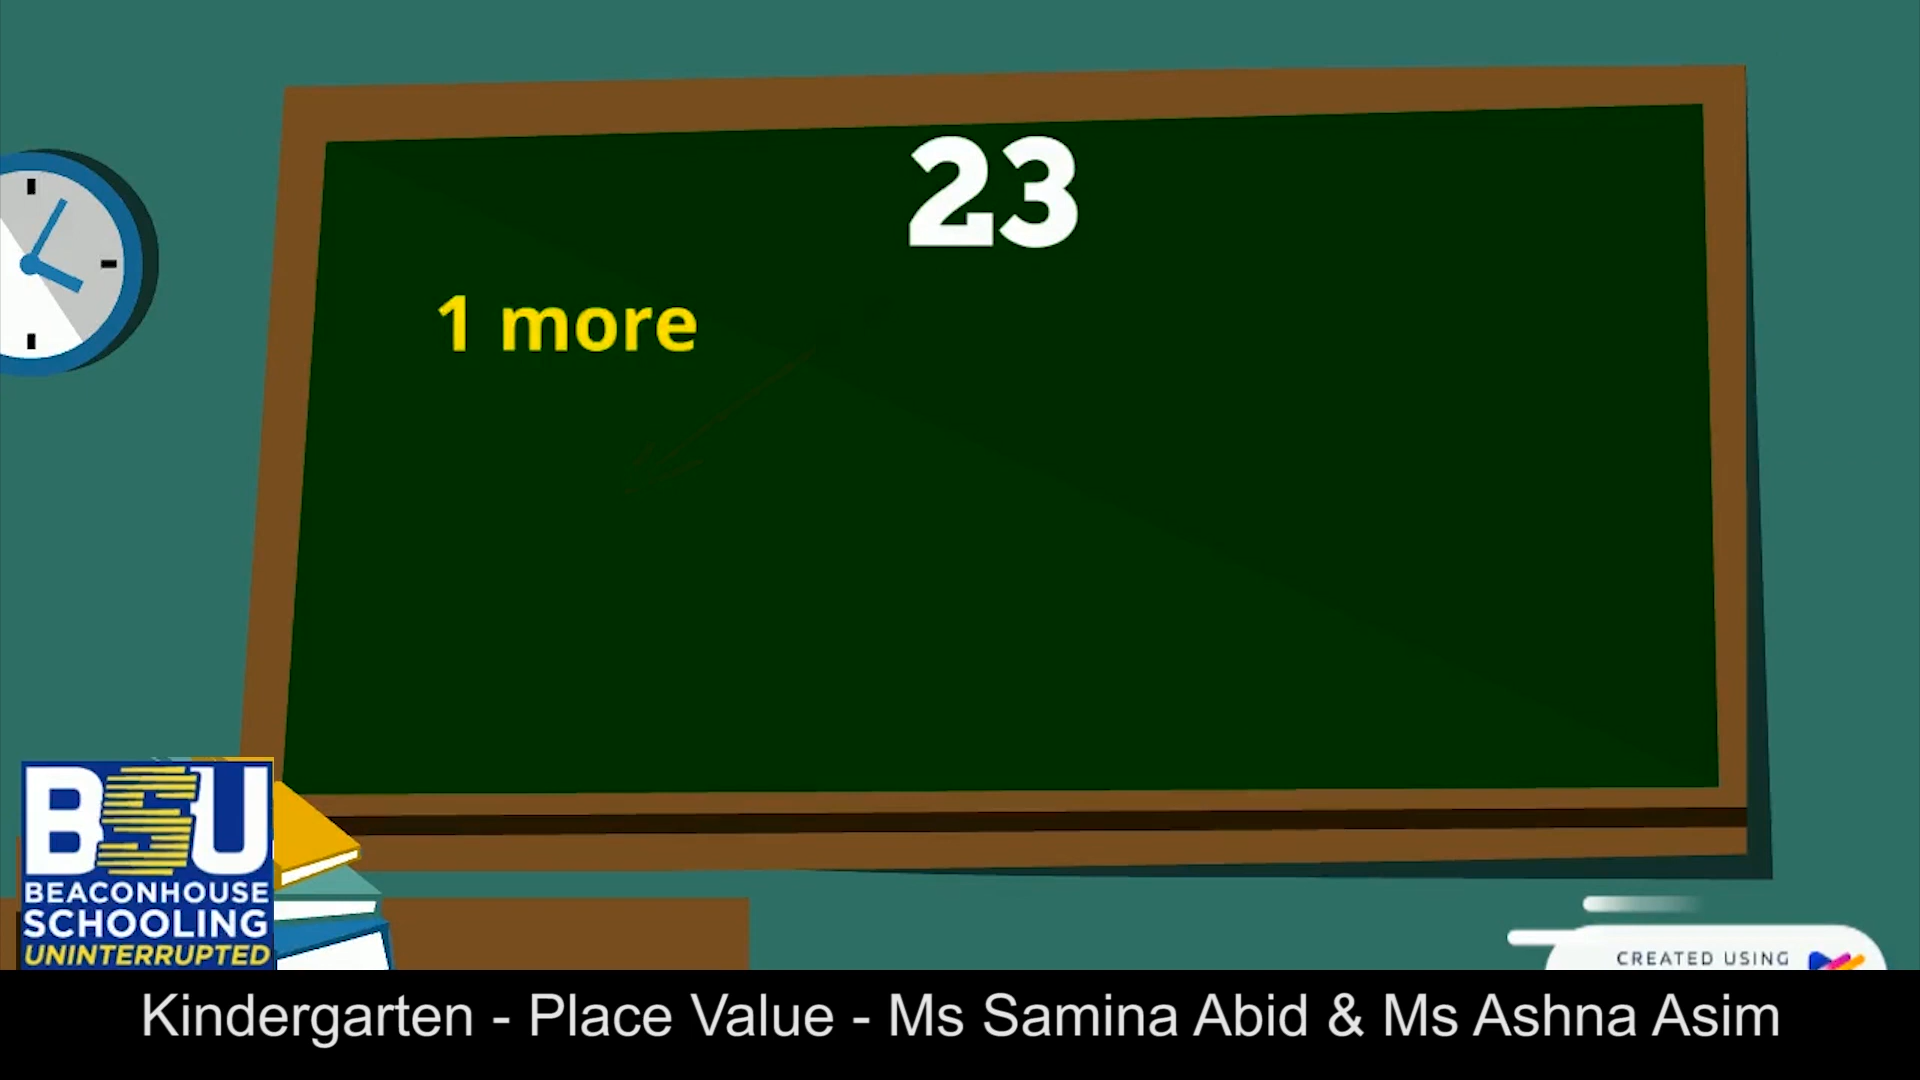 23
1 more
BSU
BEACONHOUSE
SCHOOLING
UNINTERRUPTED
CREATED USING
Kindergarten - Place Value - Ms Samina Abid & Ms Ashna Asim